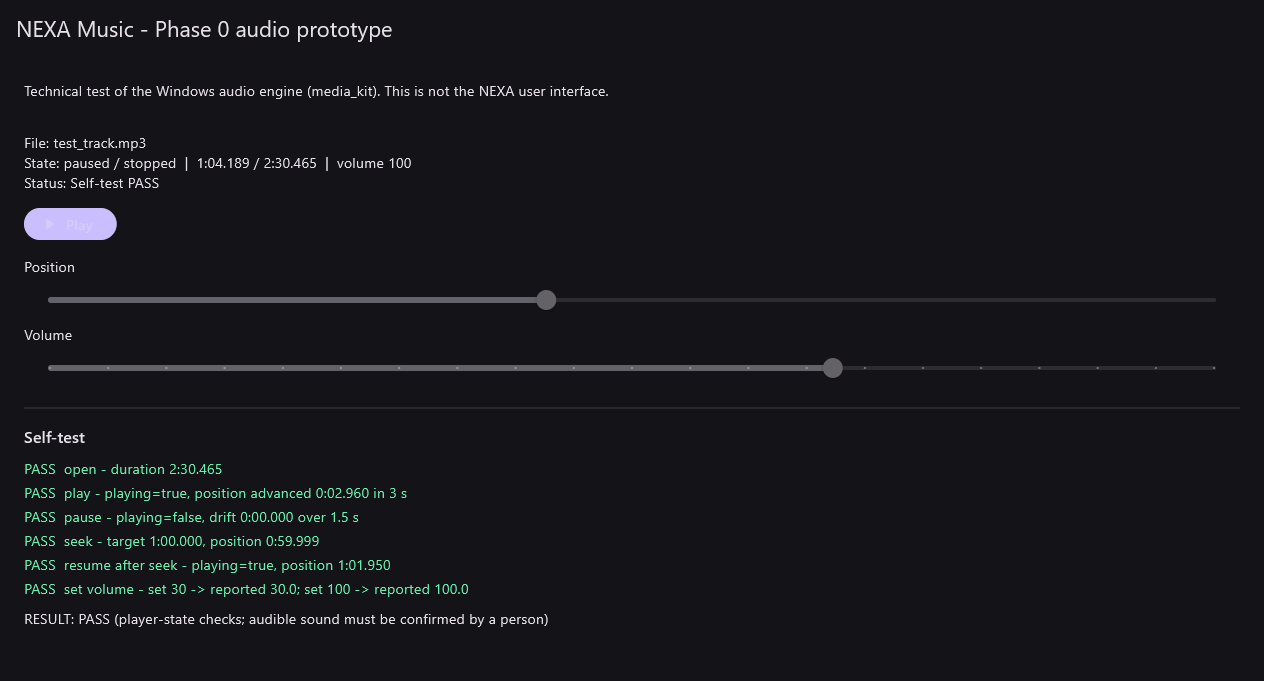 NEXA Music - Phase 0 audio prototype
Technical test of the Windows audio engine (media_kit). This is not the NEXA user interface.
File: test_track.mp3
State: paused / stopped | 1:04.189 / 2:30.465 | volume 100
Status: Self-test PASS
Play
Position
Volume
Self-test
PASS open - duration 2:30.465
PASS play - playing=true, position advanced 0:02.960 in 3 s
PASS pause - playing=false, drift 0:00.000 over 1.5 s
PASS seek - target 1:00.000, position 0:59.999
PASS resume after seek - playing=true, position 1:01.950
PASS set volume - set 30 -> reported 30.0; set 100 -> reported 100.0
RESULT: PASS (player-state checks; audible sound must be confirmed by a person)